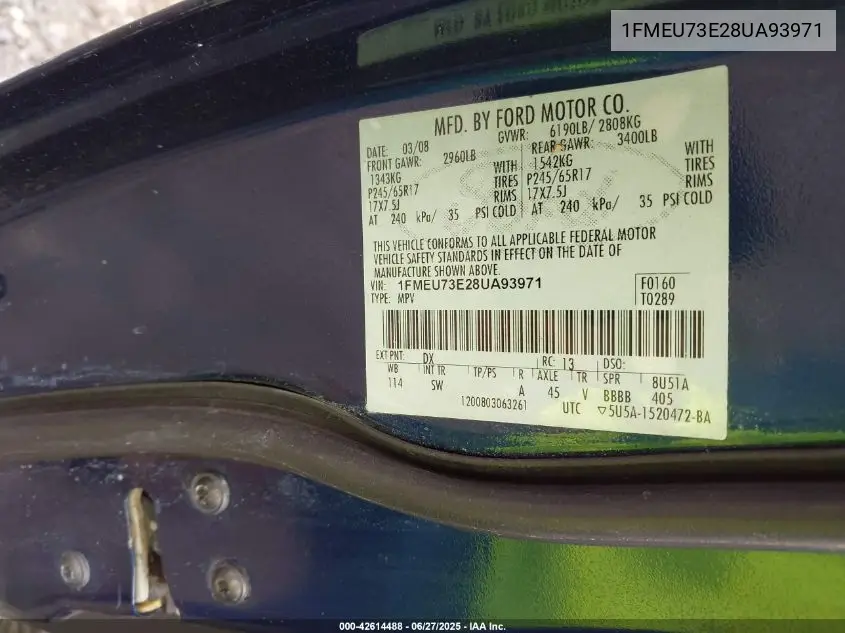 1FMEU73E28UA93971
MFD. BY FORD MOTOR CO.
DATE: 03/08 GVWR: 6190LB/ 2808KG
FRONT GAWR: 2960LB REAR GAWR: 3400LB
1343KG WITH 1542KG WITH
P245/65R17 TIRES P245/65R17 TIRES
17X7.5J RIMS 17X7.5J RIMS
AT 240 kPa/ 35 PSI COLD AT 240 kPa/ 35 PSI COLD
THIS VEHICLE CONFORMS TO ALL APPLICABLE FEDERAL MOTOR
VEHICLE SAFETY STANDARDS IN EFFECT ON THE DATE OF
MANUFACTURE SHOWN ABOVE.
VIN: 1FMEU73E28UA93971 F0160
TYPE: MPV T0289
EXT PNT: DX RC: 13 DSO:
WB INT TR TP/PS R AXLE TR SPR 8U51A
114 SW A 45 V BBBB 405
1200803063261 UTC ▽5U5A-1520472-BA
000-42614488 - 06/27/2025 - IAA Inc.